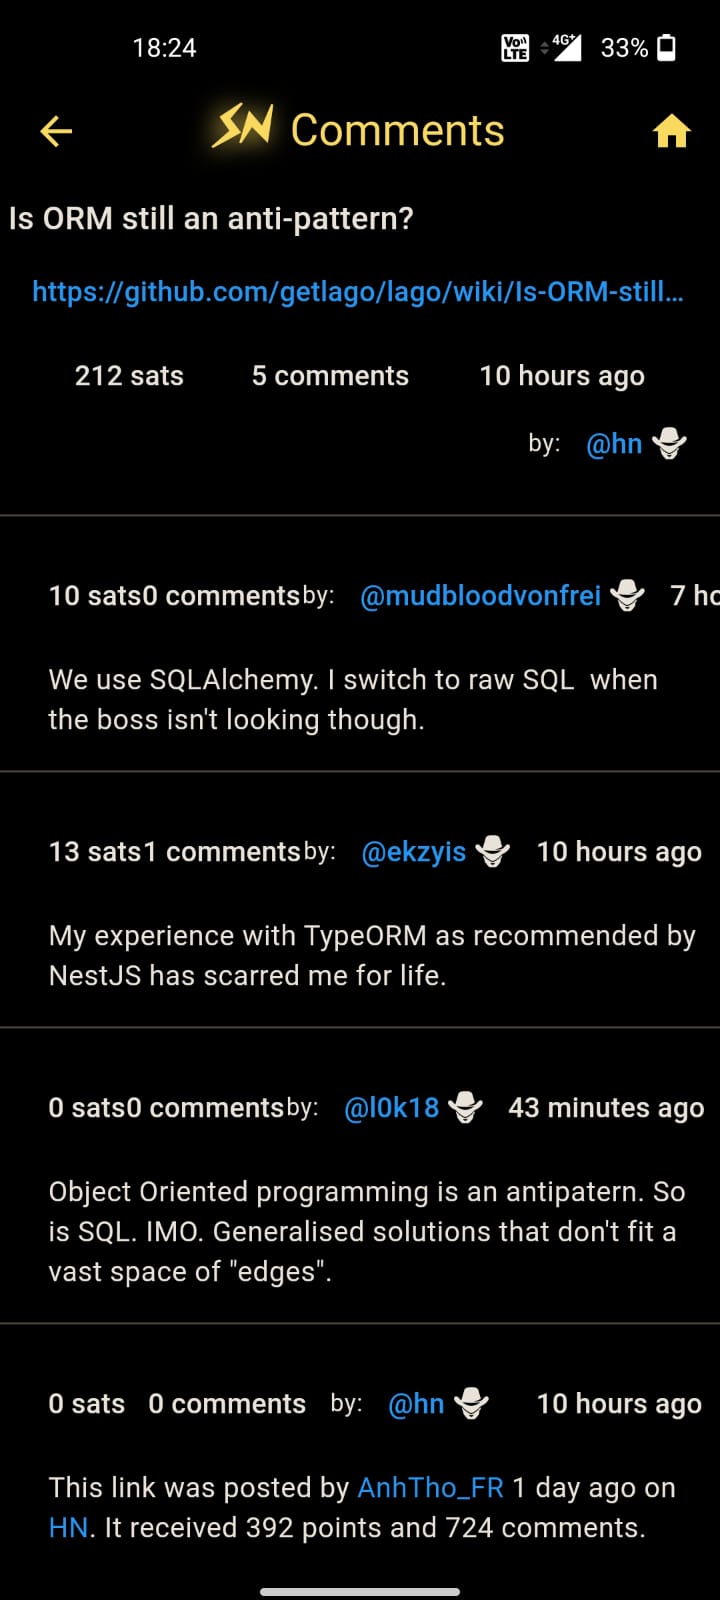 18:24 VoLTE 4G+ 33%
SN Comments
Is ORM still an anti-pattern?
https://github.com/getlago/lago/wiki/Is-ORM-still...
212 sats 5 comments 10 hours ago
by: @hn
10 sats0 commentsby: @mudbloodvonfrei 7 ho
We use SQLAlchemy. I switch to raw SQL  when
the boss isn't looking though.
13 sats1 commentsby: @ekzyis 10 hours ago
My experience with TypeORM as recommended by
NestJS has scarred me for life.
0 sats0 commentsby: @l0k18 43 minutes ago
Object Oriented programming is an antipatern. So
is SQL. IMO. Generalised solutions that don't fit a
vast space of "edges".
0 sats 0 comments by: @hn 10 hours ago
This link was posted by AnhTho_FR 1 day ago on
HN. It received 392 points and 724 comments.